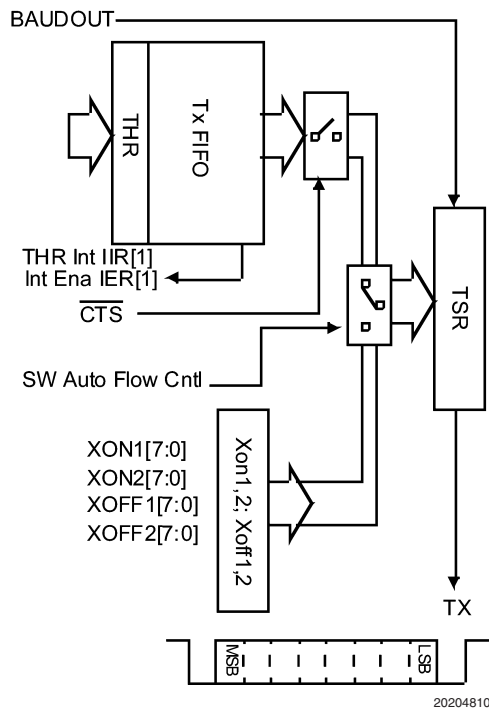 BAUDOUT
THR
Tx FIFO
THR Int IIR[1]
Int Ena IER[1]
CTS
TSR
SW Auto Flow Cntl
XON1[7:0]
XON2[7:0]
XOFF1[7:0]
XOFF2[7:0]
Xon1,2; Xoff1,2
TX
MSB
LSB
20204810